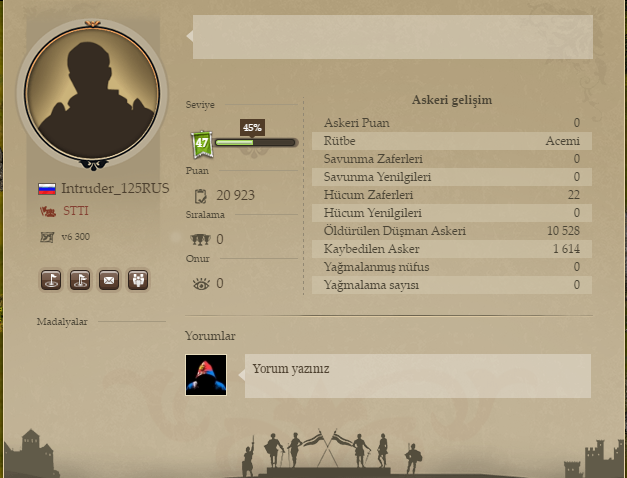 Intruder_125RUS
STTI
v6 300
Madalyalar
Seviye
47
45%
Puan
20 923
Sıralama
0
Onur
0
Askeri gelişim
Askeri Puan 0
Rütbe Acemi
Savunma Zaferleri 0
Savunma Yenilgileri 0
Hücum Zaferleri 22
Hücum Yenilgileri 0
Öldürülen Düşman Askeri 10 528
Kaybedilen Asker 1 614
Yağmalanmış nüfus 0
Yağmalama sayısı 0
Yorumlar
Yorum yazınız